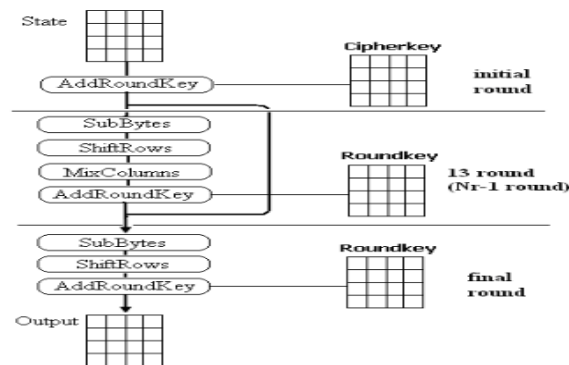 State
Cipherkey
AddRoundKey
initial
round
SubBytes
ShiftRows
MixColumns
AddRoundKey
Roundkey
13 round
(Nr-1 round)
SubBytes
ShiftRows
AddRoundKey
Roundkey
final
round
Output